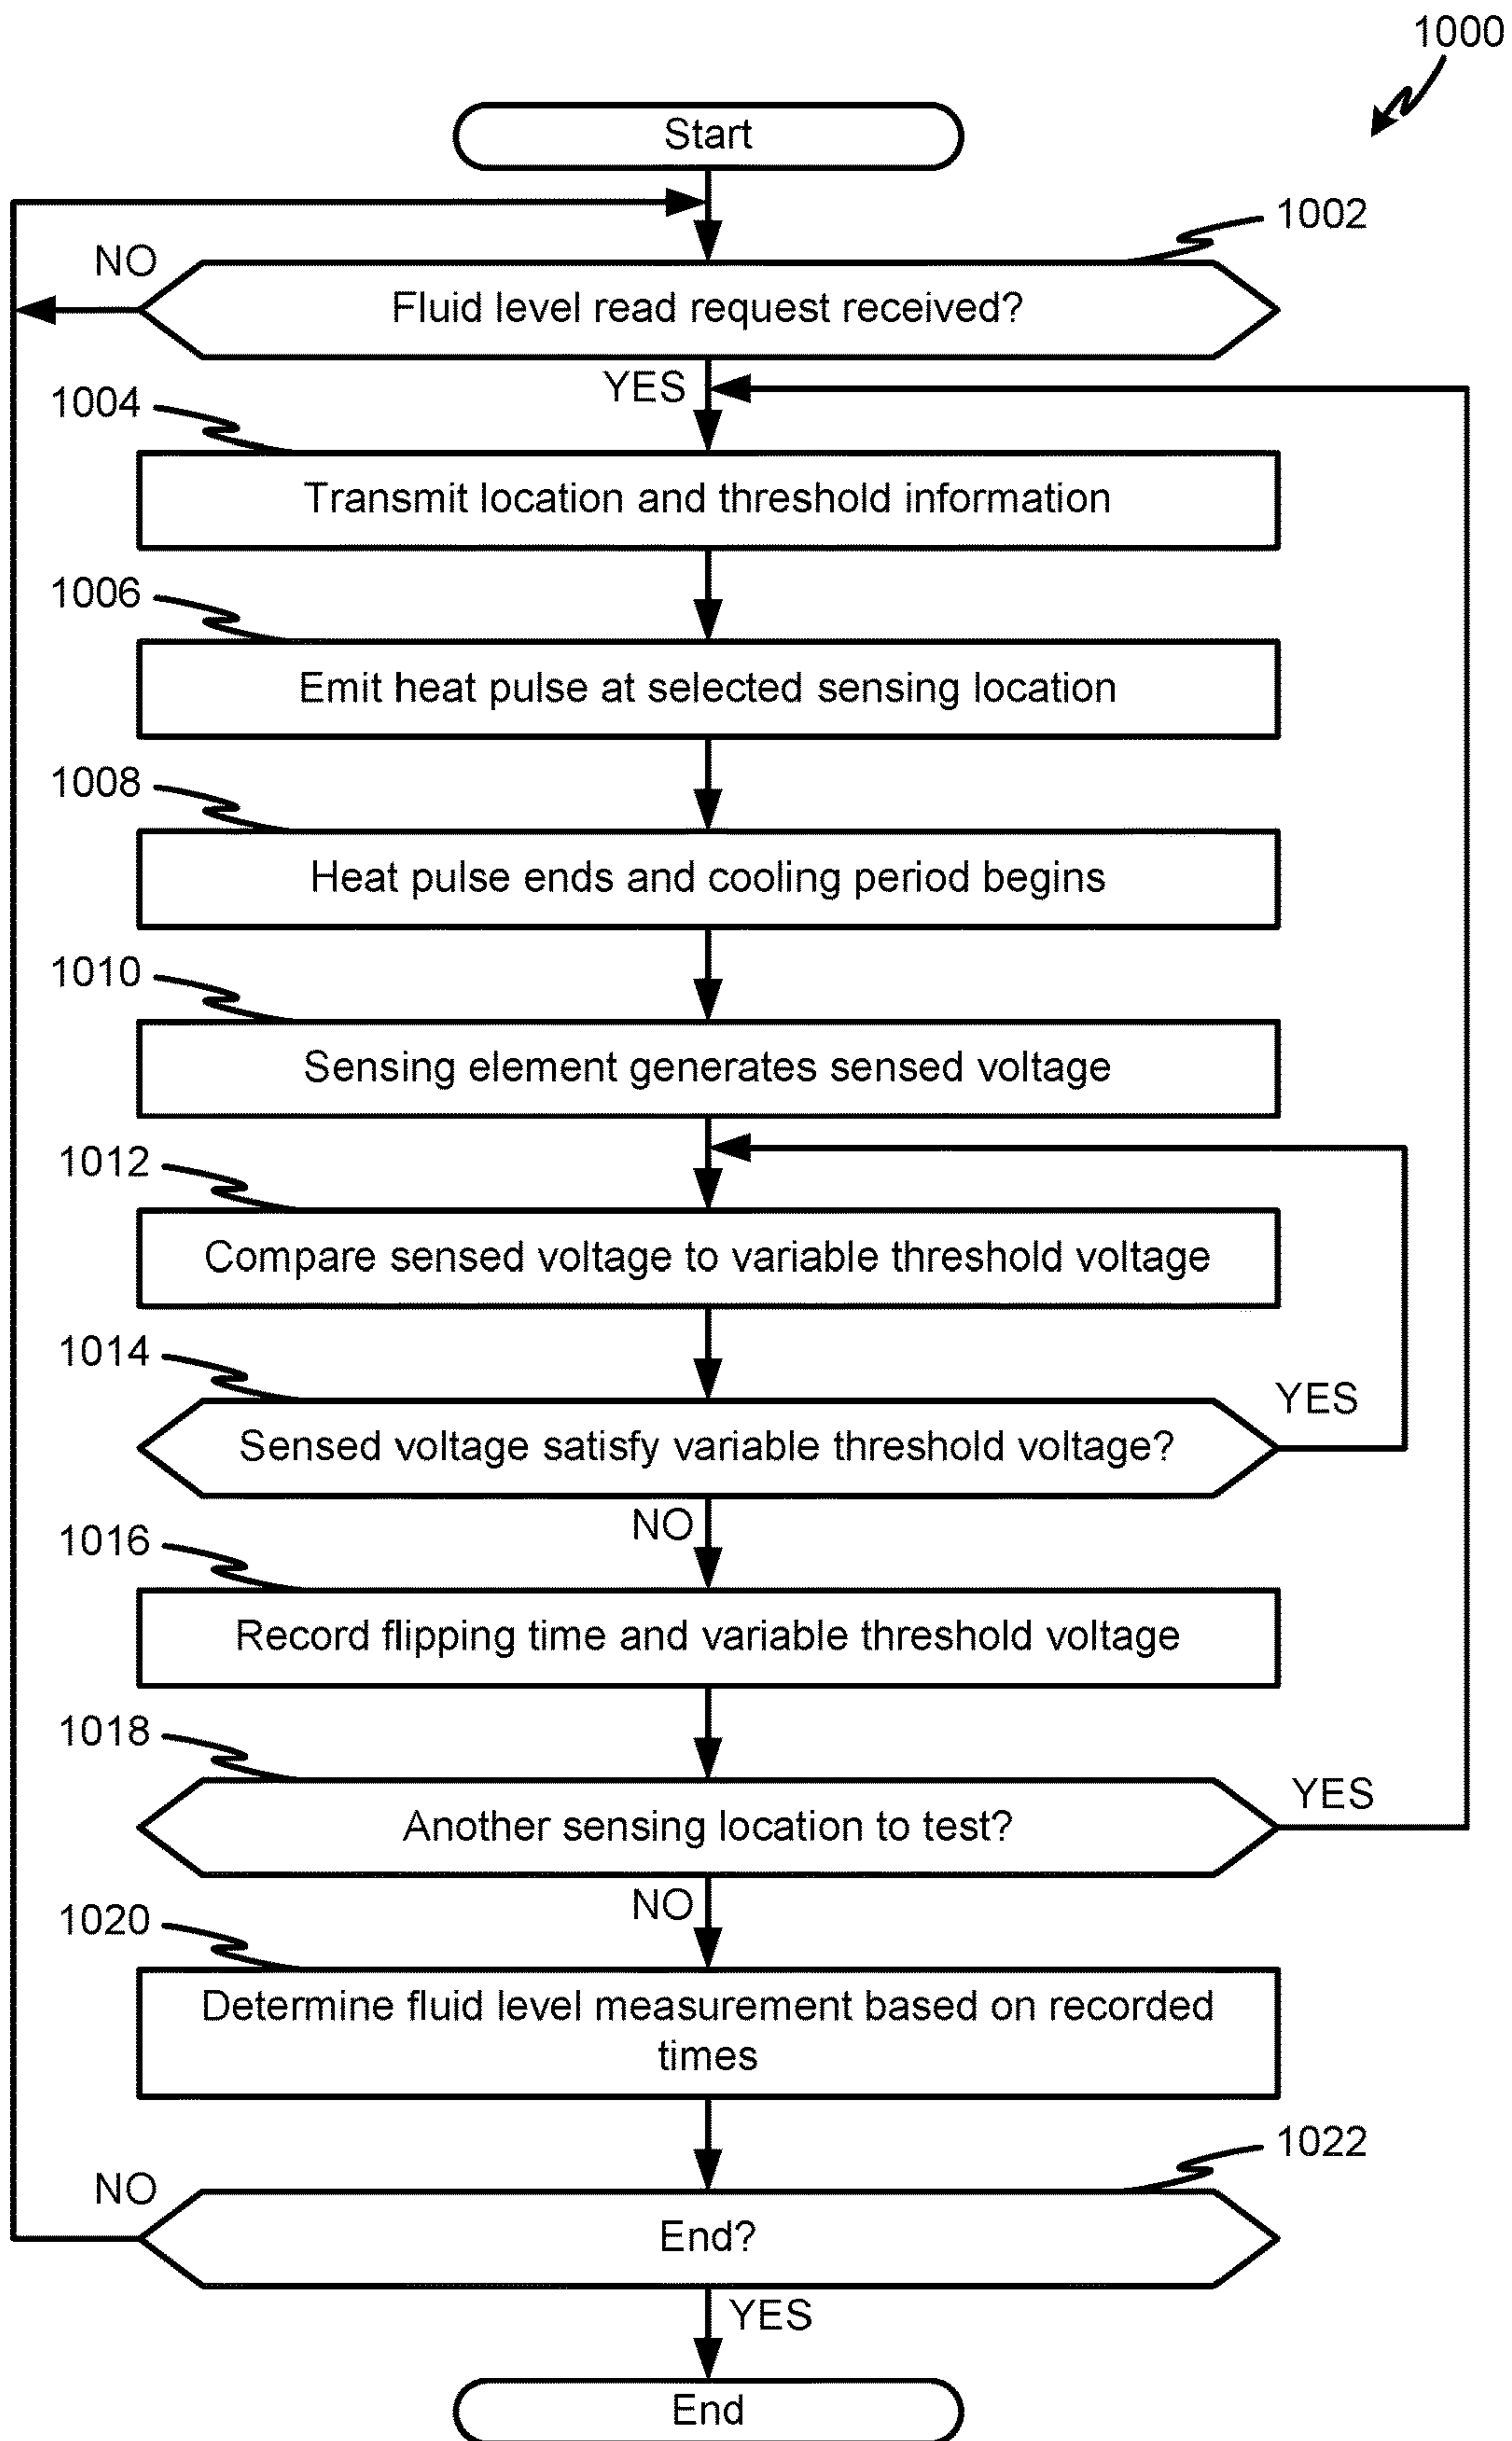 1000
Start
1002
NO
Fluid level read request received?
YES
1004
Transmit location and threshold information
1006
Emit heat pulse at selected sensing location
1008
Heat pulse ends and cooling period begins
1010
Sensing element generates sensed voltage
1012
Compare sensed voltage to variable threshold voltage
1014
YES
Sensed voltage satisfy variable threshold voltage?
NO
1016
Record flipping time and variable threshold voltage
1018
YES
Another sensing location to test?
NO
1020
Determine fluid level measurement based on recorded
times
1022
NO
End?
YES
End